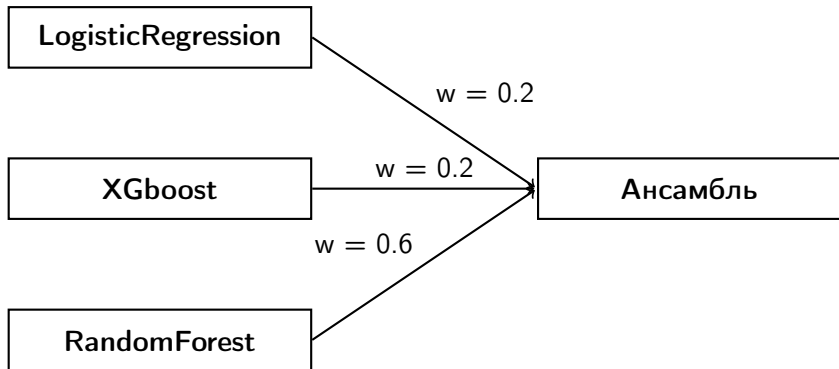 LogisticRegression
w = 0.2
w = 0.2
XGboost
Ансамбль
w = 0.6
RandomForest